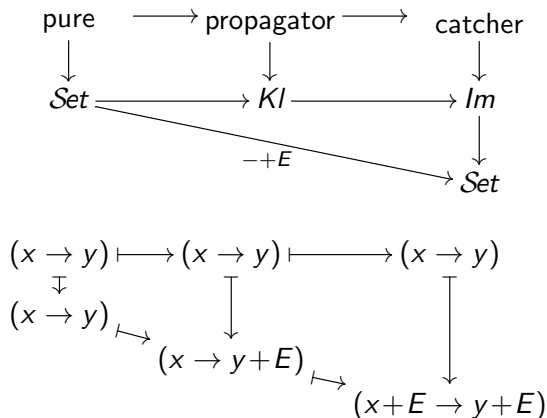 pure → propagator → catcher
Set → Kl → Im
−+E
Set
(x → y) ↦ (x → y) ↦ (x → y)
(x → y)
(x → y+E)
(x+E → y+E)